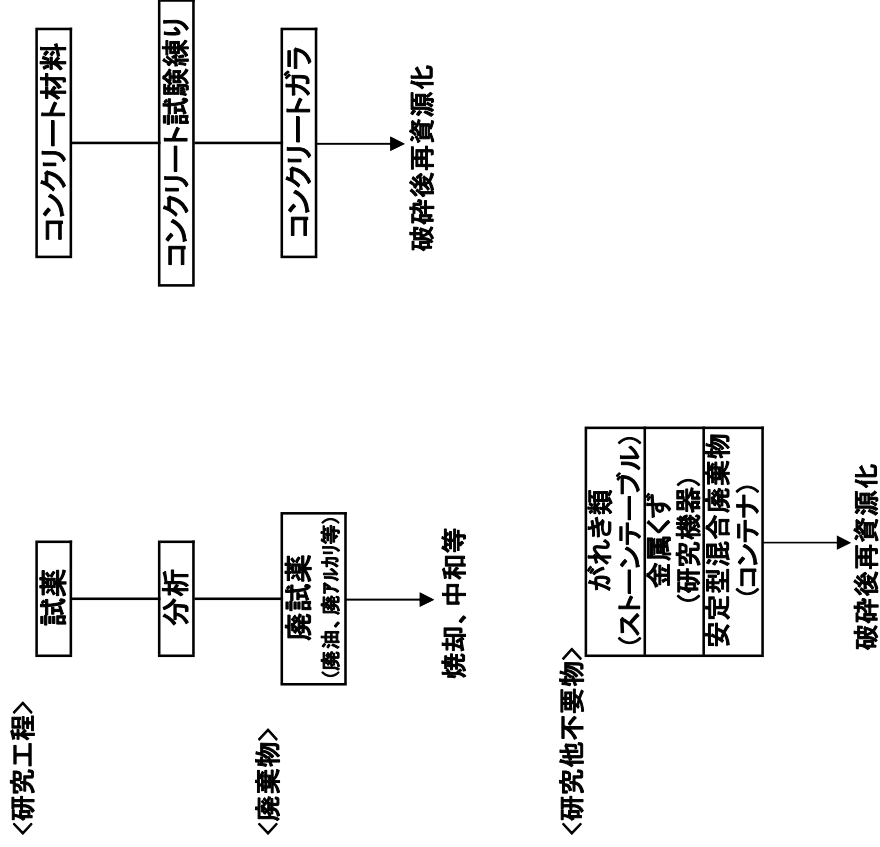 <研究工程>
試薬
コンクリート材料
分析
コンクリート試験練り
<廃棄物>
廃試薬
(廃油、廃アルカリ等)
コンクリートガラ
焼却、中和等
破砕後再資源化
<研究他不要物>
がれき類
(ストーンテーブル)
金属くず
(研究機器)
安定型混合廃棄物
(コンテナ)
破砕後再資源化